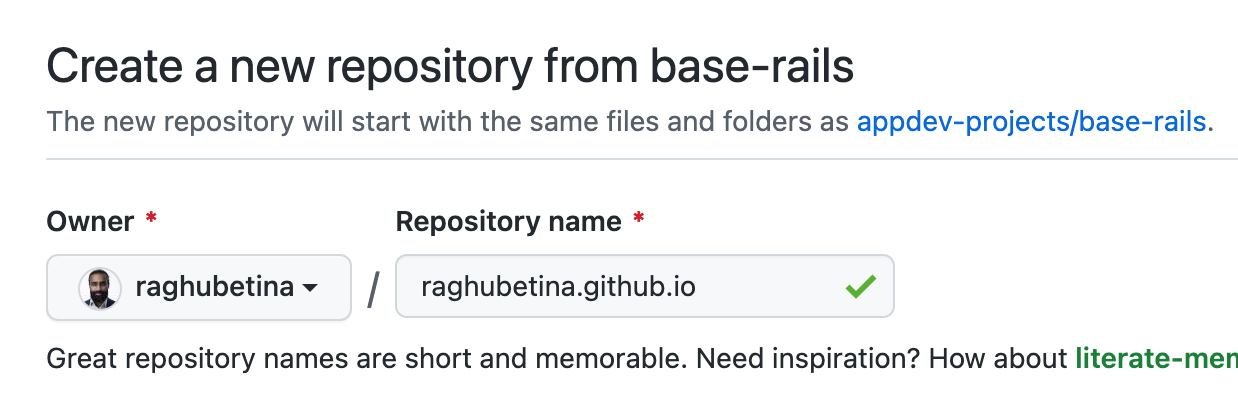 Create a new repository from base-rails
The new repository will start with the same files and folders as appdev-projects/base-rails.
Owner * Repository name *
raghubetina / raghubetina.github.io
Great repository names are short and memorable. Need inspiration? How about